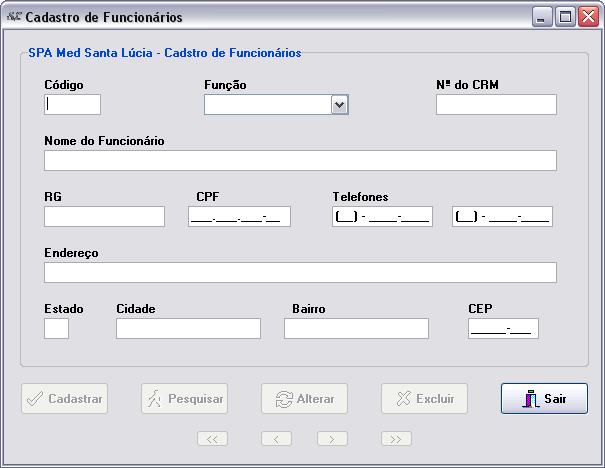 Cadastro de Funcionários
SPA Med Santa Lúcia - Cadstro de Funcionários
Código Função Nº do CRM
Nome do Funcionário
RG CPF Telefones
___.___.___-__ (__) - ____-____ (__) - ____-____
Endereço
Estado Cidade Bairro CEP
_____-___
Cadastrar Pesquisar Alterar Excluir Sair
<< < > >>